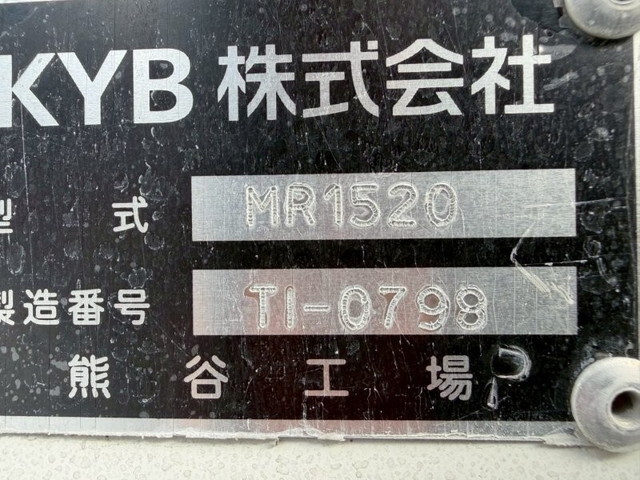 KYB 株式会社
型 式 MR1520
製造番号 TI-0798
熊 谷 工 場